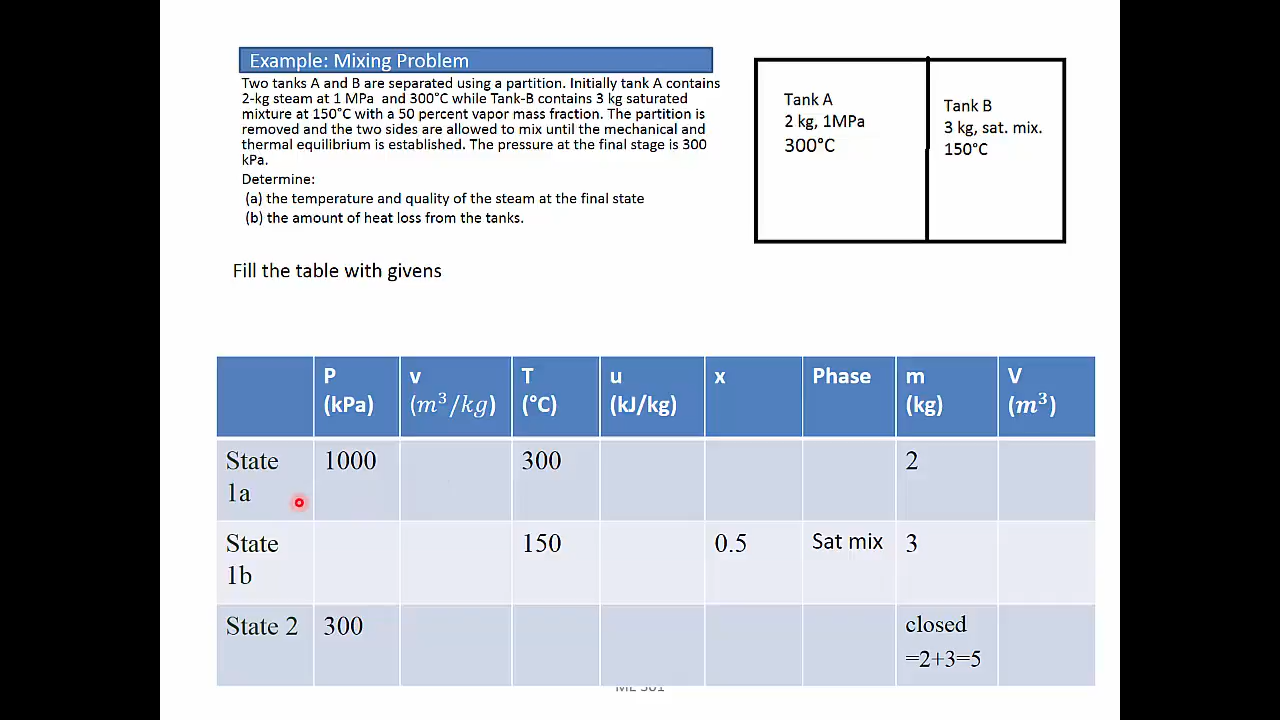 Example: Mixing Problem
Two tanks A and B are separated using a partition. Initially tank A contains
2-kg steam at 1 MPa and 300°C while Tank-B contains 3 kg saturated
mixture at 150°C with a 50 percent vapor mass fraction. The partition is
removed and the two sides are allowed to mix until the mechanical and
thermal equilibrium is established. The pressure at the final stage is 300
kPa.
Determine:
(a) the temperature and quality of the steam at the final state
(b) the amount of heat loss from the tanks.
Tank A
2 kg, 1MPa
300°C
Tank B
3 kg, sat. mix.
150°C
Fill the table with givens
P (kPa) v (m³/kg) T (°C) u (kJ/kg) x Phase m (kg) V (m³)
State 1a 1000 300 2
State 1b 150 0.5 Sat mix 3
State 2 300 closed =2+3=5
ME 301